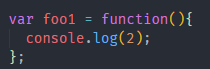 var foo1 = function(){
  console.log(2);
};